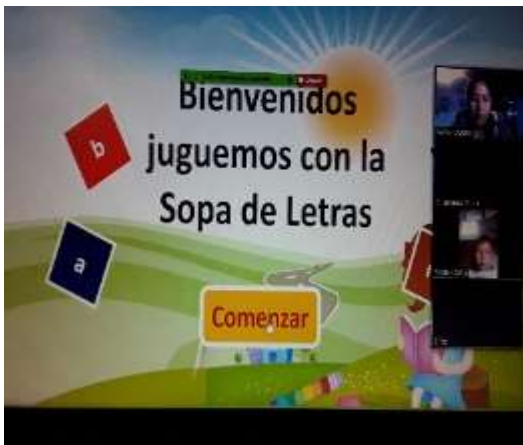 Bienvenidos
juguemos con la
Sopa de Letras
b
a
Comenzar